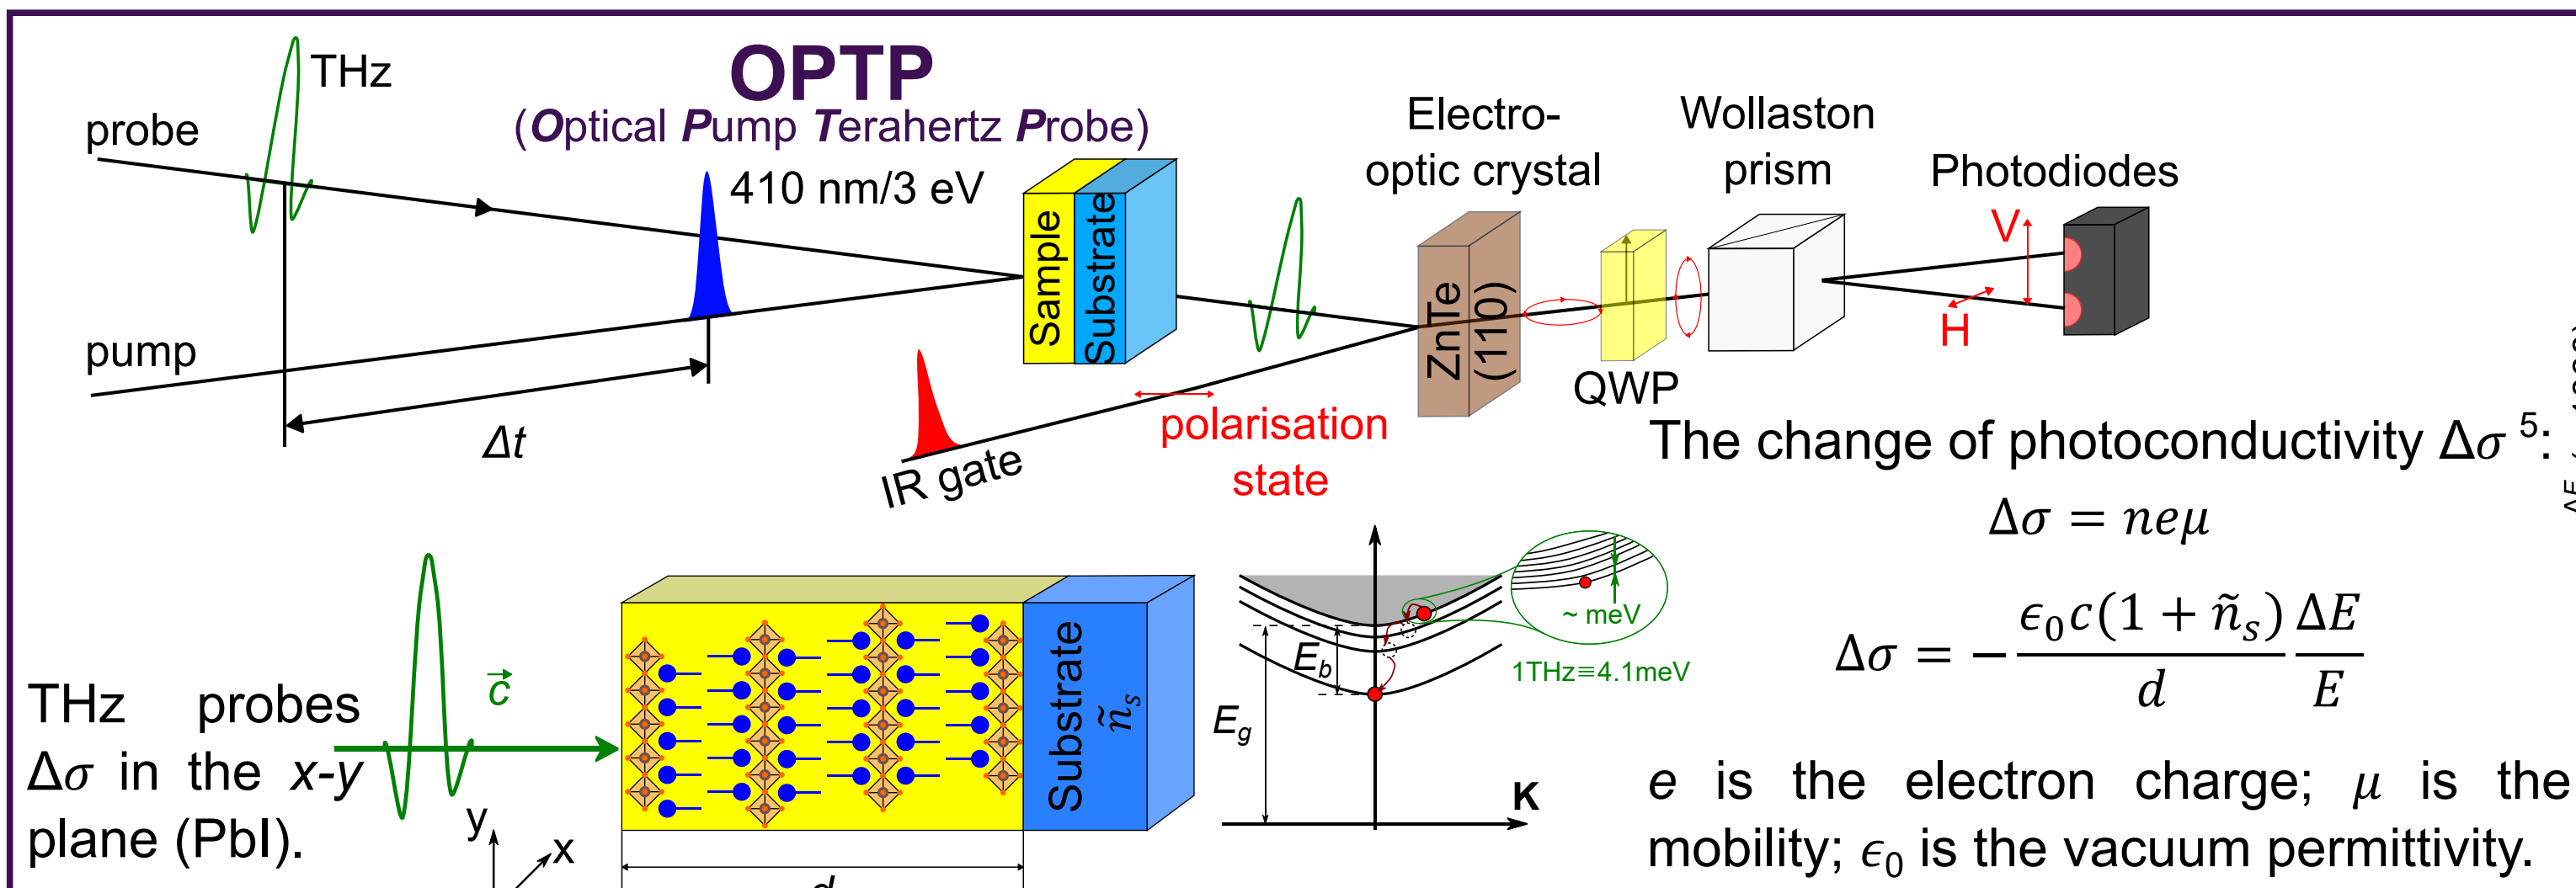 OPTP
(Optical Pump Terahertz Probe)
THz
probe
410 nm/3 eV
pump
Δt
Sample
Substrate
IR gate
polarisation
state
Electro-
optic crystal
ZnTe
(110)
QWP
Wollaston
prism
Photodiodes
V
H
The change of photoconductivity Δσ ⁵:
Δσ = neμ
Δσ = − ϵ₀c(1 + ñₛ)/d ΔE/E
e is the electron charge; μ is the
mobility; ϵ₀ is the vacuum permittivity.
THz probes
Δσ in the x-y
plane (PbI).
c⃗
y
x
d
Substrate
ñₛ
E_b
E_g
K
~ meV
1THz≡4.1meV